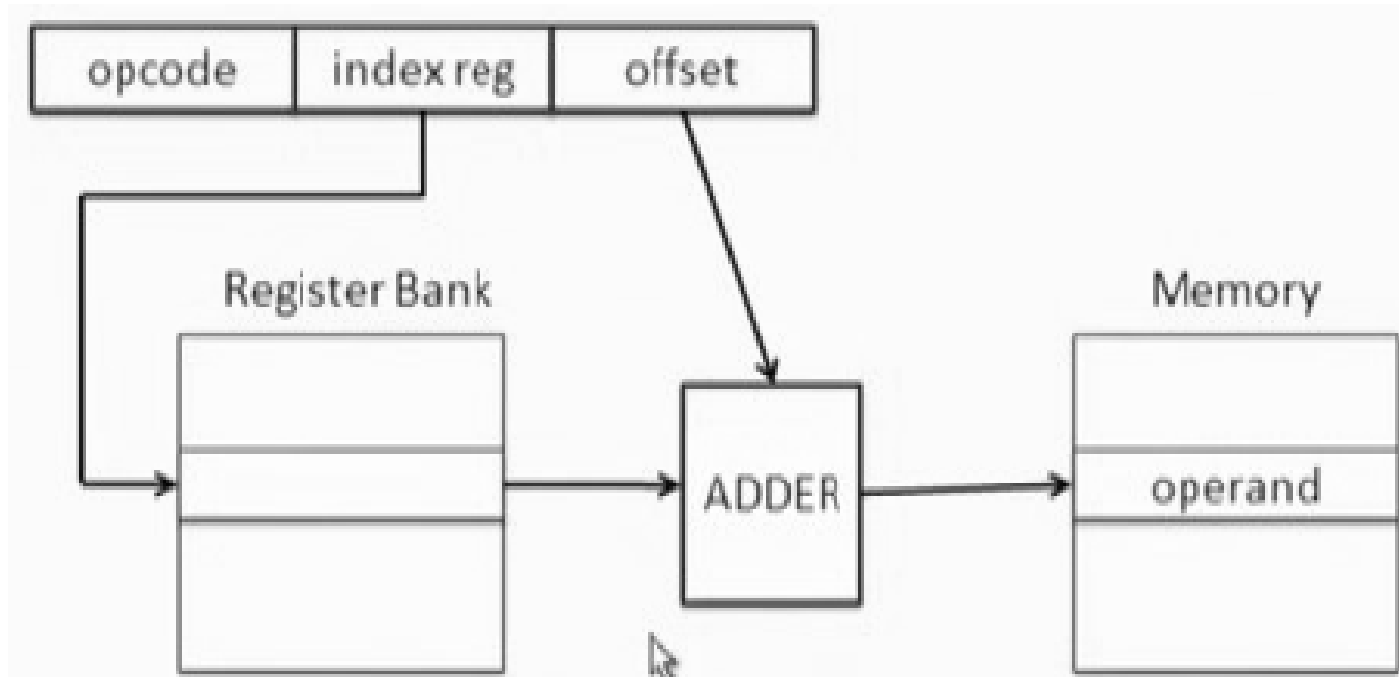 opcode index reg offset
Register Bank Memory
ADDER operand